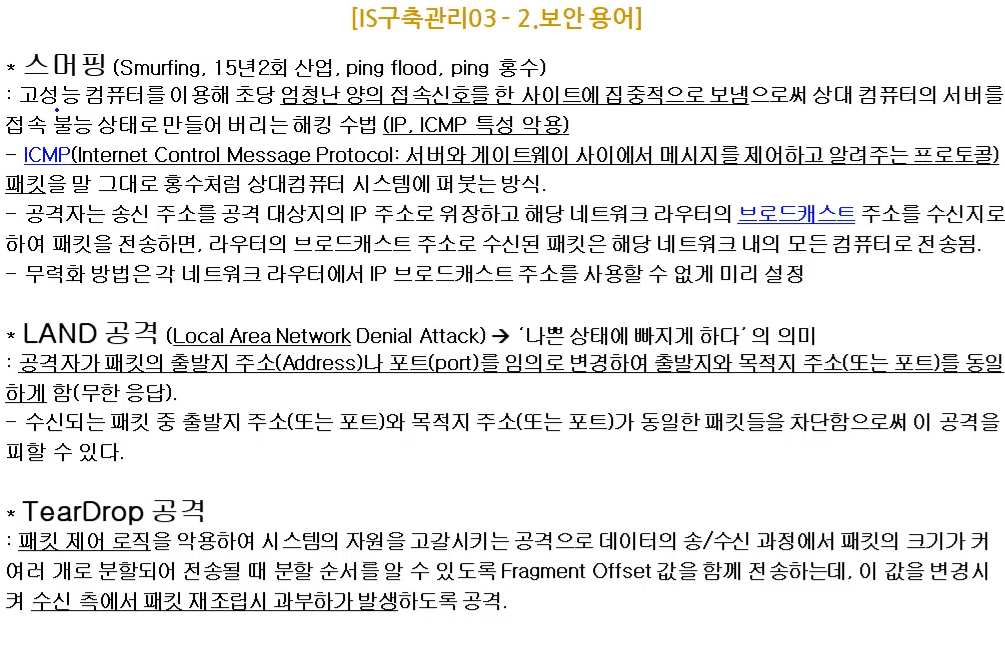 [IS구축관리03 - 2.보안 용어]
* 스머핑 (Smurfing, 15년2회 산업, ping flood, ping 홍수)
: 고성능 컴퓨터를 이용해 초당 엄청난 양의 접속신호를 한 사이트에 집중적으로 보냄으로써 상대 컴퓨터의 서버를
접속 불능 상태로 만들어 버리는 해킹 수법 (IP, ICMP 특성 악용)
- ICMP(Internet Control Message Protocol: 서버와 게이트웨이 사이에서 메시지를 제어하고 알려주는 프로토콜)
패킷을 말 그대로 홍수처럼 상대컴퓨터 시스템에 펴붓는 방식.
- 공격자는 송신 주소를 공격 대상지의 IP 주소로 위장하고 해당 네트워크 라우터의 브로드캐스트 주소를 수신지로
하여 패킷을 전송하면, 라우터의 브로드캐스트 주소로 수신된 패킷은 해당 네트워크 내의 모든 컴퓨터로 전송됨.
- 무력화 방법은 각 네트워크 라우터에서 IP 브로드캐스트 주소를 사용할 수 없게 미리 설정
* LAND 공격 (Local Area Network Denial Attack) → ‘나쁜 상태에 빠지게 하다’ 의 의미
: 공격자가 패킷의 출발지 주소(Address)나 포트(port)를 임의로 변경하여 출발지와 목적지 주소(또는 포트)를 동일
하게 함(무한 응답).
- 수신되는 패킷 중 출발지 주소(또는 포트)와 목적지 주소(또는 포트)가 동일한 패킷들을 차단함으로써 이 공격을
피할 수 있다.
* TearDrop 공격
: 패킷 제어 로직을 악용하여 시스템의 자원을 고갈시키는 공격으로 데이터의 송/수신 과정에서 패킷의 크기가 커
여러 개로 분할되어 전송될 때 분할 순서를 알 수 있도록 Fragment Offset 값을 함께 전송하는데, 이 값을 변경시
켜 수신 측에서 패킷 재조립시 과부하가 발생하도록 공격.